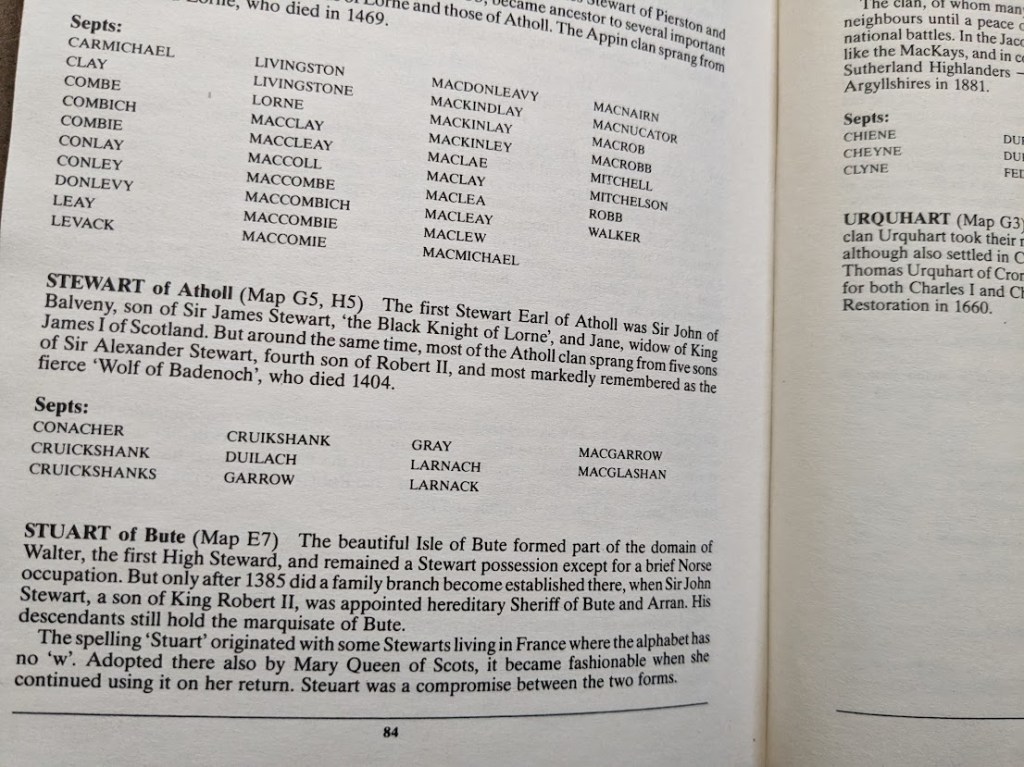 became ancestor to several important
Lorne, who died in 1469.
Lorne and those of Atholl. The Appin clan sprang from
Stewart of Pierston and
Septs:
CARMICHAEL
CLAY
COMBE
COMBICH
COMBIE
CONLAY
CONLEY
DONLEVY
LEAY
LEVACK
LIVINGSTON
LIVINGSTONE
LORNE
MACCLAY
MACCLEAY
MACCOLL
MACCOMBE
MACCOMBICH
MACCOMBIE
MACCOMIE
MACDONLEAVY
MACKINDLAY
MACKINLAY
MACKINLEY
MACLAE
MACLAY
MACLEA
MACLEAY
MACLEW
MACMICHAEL
MACNAIRN
MACNUCATOR
MACROB
MACROBB
MITCHELL
MITCHELSON
ROBB
WALKER
STEWART of Atholl (Map G5, H5) The first Stewart Earl of Atholl was Sir John of
Balveny, son of Sir James Stewart, ‘the Black Knight of Lorne’, and Jane, widow of King
James I of Scotland. But around the same time, most of the Atholl clan sprang from five sons
of Sir Alexander Stewart, fourth son of Robert II, and most markedly remembered as the
fierce ‘Wolf of Badenoch’, who died 1404.
Septs:
CONACHER
CRUICKSHANK
CRUICKSHANKS
CRUIKSHANK
DUILACH
GARROW
GRAY
LARNACH
LARNACK
MACGARROW
MACGLASHAN
STUART of Bute (Map E7) The beautiful Isle of Bute formed part of the domain of
Walter, the first High Steward, and remained a Stewart possession except for a brief Norse
occupation. But only after 1385 did a family branch become established there, when Sir John
Stewart, a son of King Robert II, was appointed hereditary Sheriff of Bute and Arran. His
descendants still hold the marquisate of Bute.
The spelling ‘Stuart’ originated with some Stewarts living in France where the alphabet has
no ‘w’. Adopted there also by Mary Queen of Scots, it became fashionable when she
continued using it on her return. Steuart was a compromise between the two forms.
84
The clan, of whom man
neighbours until a peace
national battles. In the Jac
like the MacKays, and in c
Sutherland Highlanders –
Argyllshires in 1881.
Septs:
CHIENE
CHEYNE
CLYNE
DU
DU
FE
URQUHART (Map G3)
clan Urquhart took their
although also settled in C
Thomas Urquhart of Cro
for both Charles I and C
Restoration in 1660.